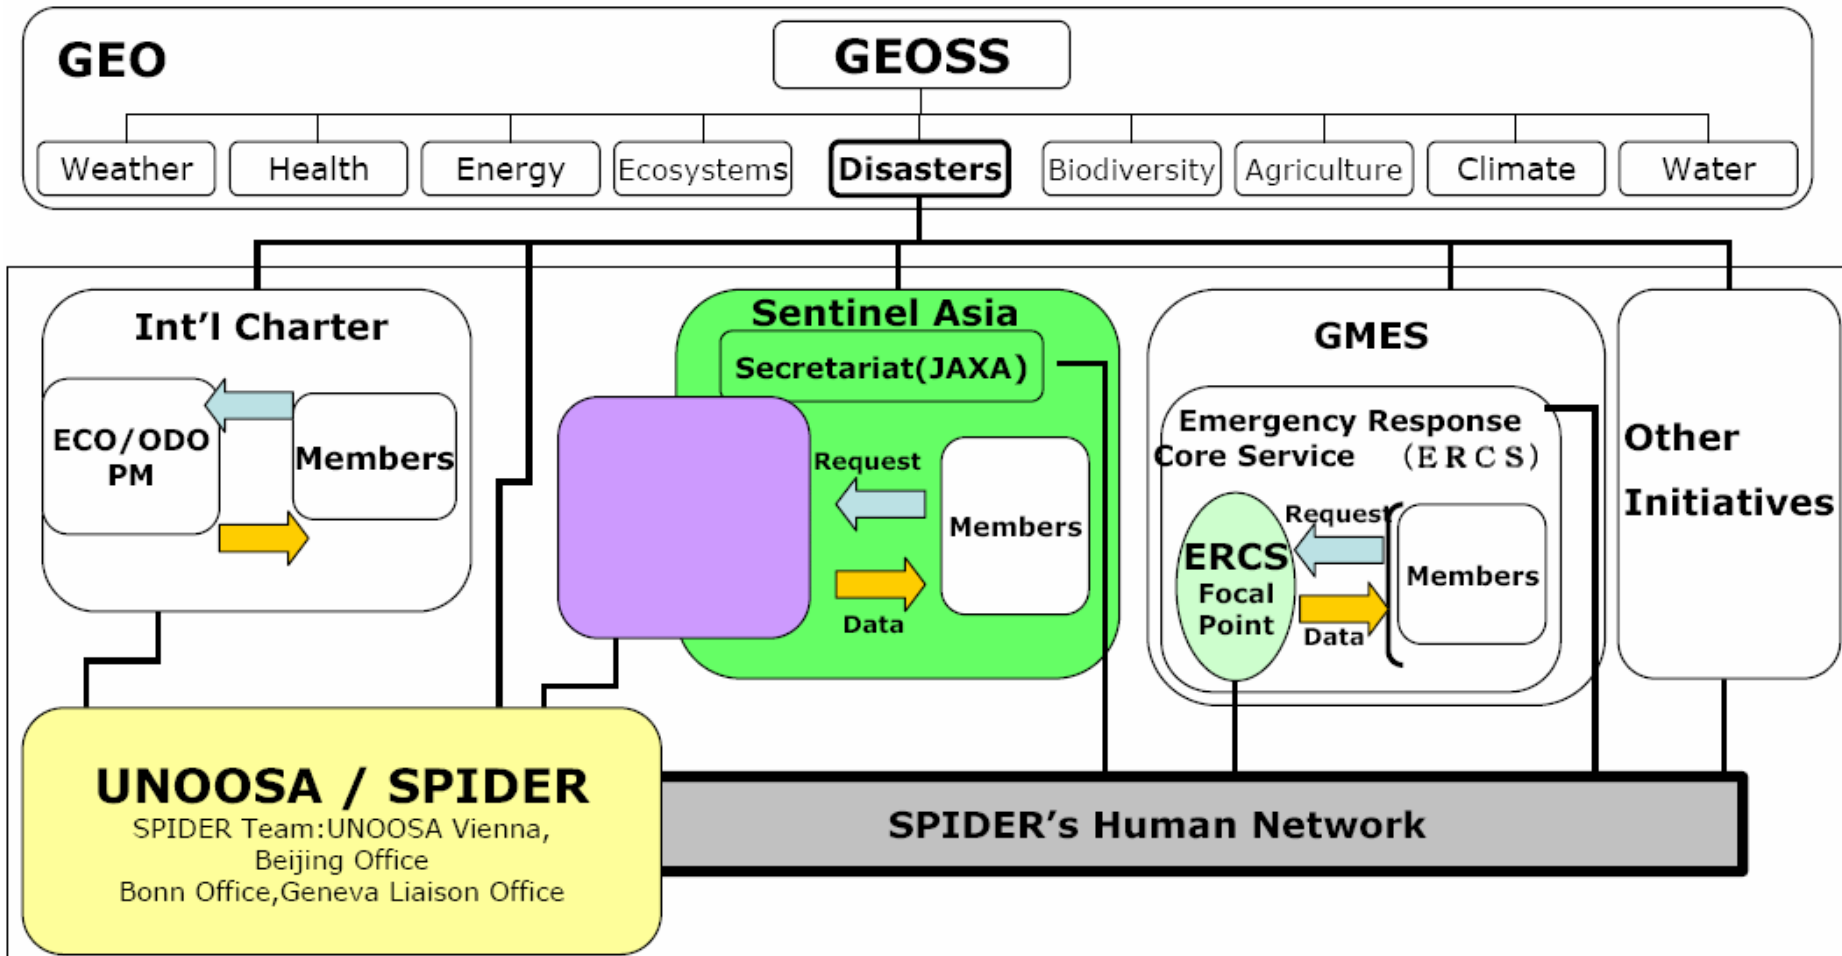 GEO
GEOSS
Weather
Health
Energy
Ecosystems
Disasters
Biodiversity
Agriculture
Climate
Water
Int'l Charter
ECO/ODO
PM
Members
Sentinel Asia
Secretariat(JAXA)
Request
Members
Data
GMES
Emergency Response
Core Service (ERCS)
Request
ERCS
Focal
Point
Members
Data
Other
Initiatives
UNOOSA / SPIDER
SPIDER Team:UNOOSA Vienna,
Beijing Office
Bonn Office,Geneva Liaison Office
SPIDER's Human Network